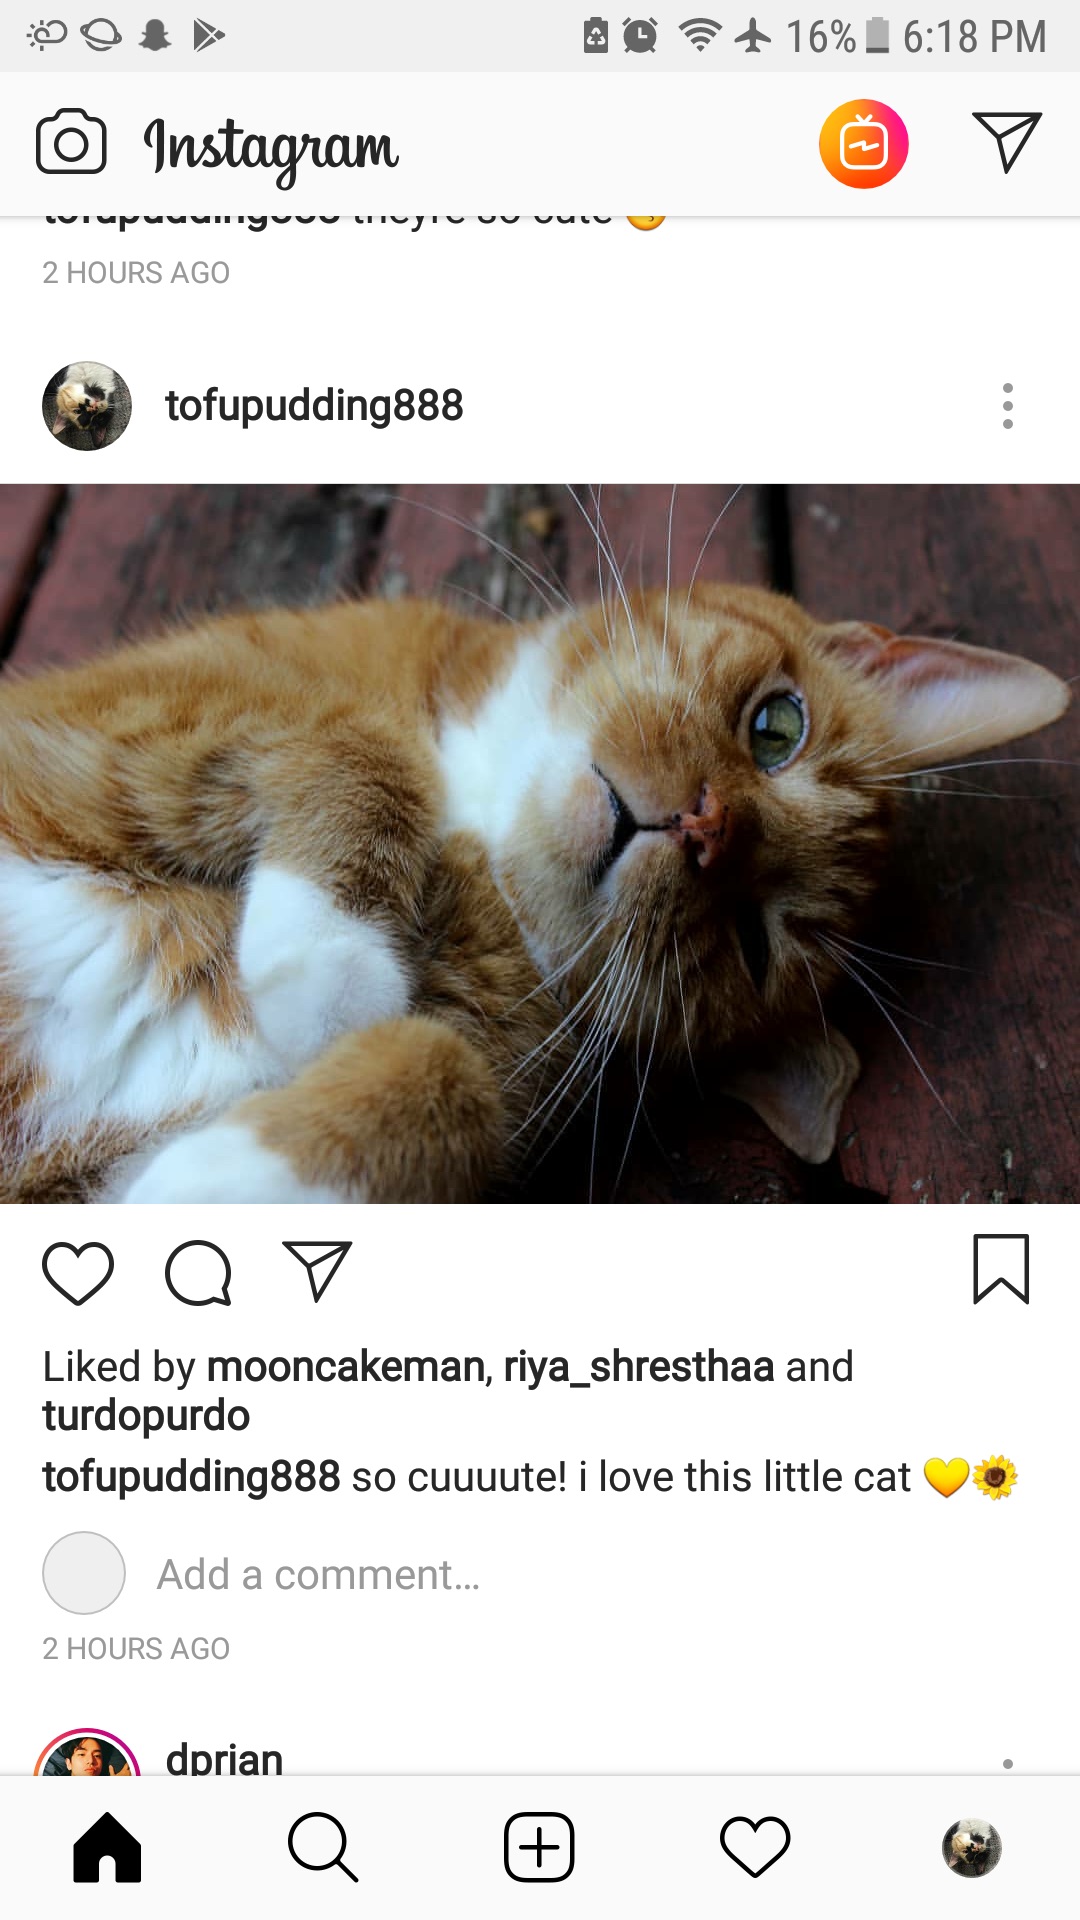 16% 6:18 PM
Instagram
tofupudding888 theyre so cute
2 HOURS AGO
tofupudding888
Liked by mooncakeman, riya_shresthaa and
turdopurdo
tofupudding888 so cuuuute! i love this little cat 💛🌻
Add a comment...
2 HOURS AGO
dprian